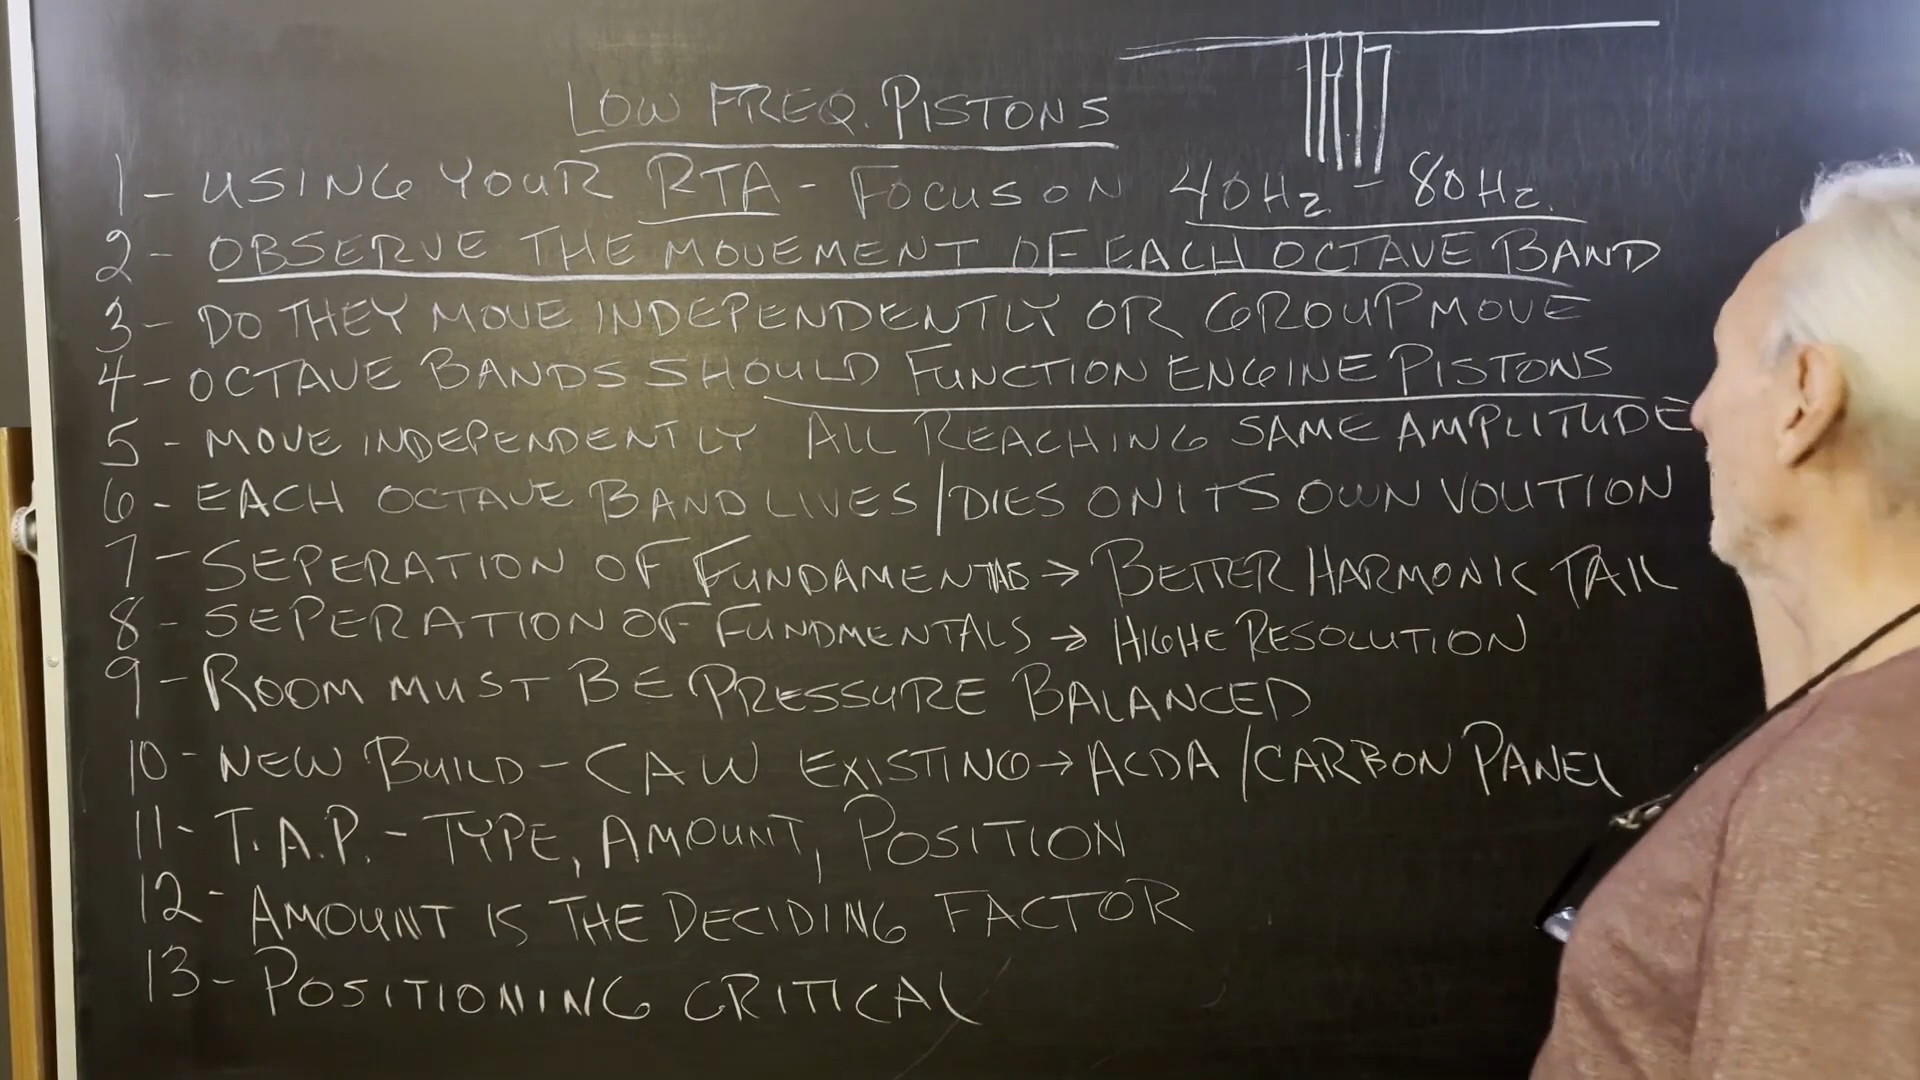 LOW FREQ. PISTONS
1- USING YOUR RTA - FOCUS ON 40Hz - 80Hz.
2- OBSERVE THE MOVEMENT OF EACH OCTAVE BAND
3- DO THEY MOVE INDEPENDENTLY OR GROUP MOVE
4- OCTAVE BANDS SHOULD FUNCTION ENGINE PISTONS
5- MOVE INDEPENDENTLY ALL REACHING SAME AMPLITUDE
6- EACH OCTAVE BAND LIVES/DIES ON ITS OWN VOLITION
7- SEPERATION OF FUNDAMENTALS → BETTER HARMONIC TAIL
8- SEPERATION OF FUNDMENTALS → HIGHE RESOLUTION
9- ROOM MUST BE PRESSURE BALANCED
10- NEW BUILD - CAW EXISTING → ACDA/CARBON PANEL
11- T.A.P. - TYPE, AMOUNT, POSITION
12- AMOUNT IS THE DECIDING FACTOR
13- POSITIONING CRITICAL